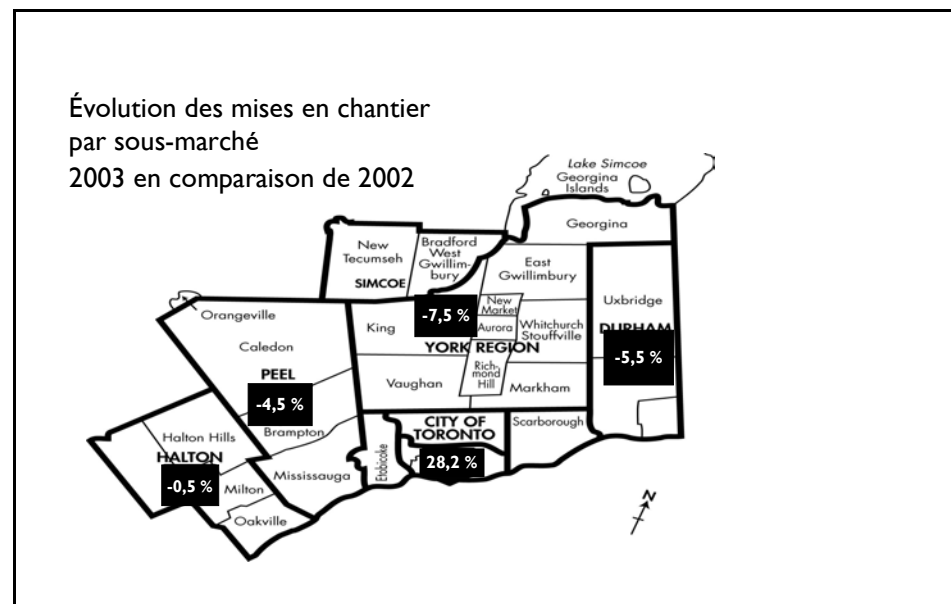 Évolution des mises en chantier
par sous-marché
2003 en comparaison de 2002
Lake Simcoe
Georgina
Islands
Georgina
New
Tecumseh
SIMCOE
Bradford
West
Gwillim-
bury
East
Gwillimbury
Uxbridge
DURHAM
-5,5 %
Orangeville
Caledon
PEEL
-4,5 %
Brampton
Mississauga
-7,5 %
King
New
Market
Aurora
Whitchurch
Stouffville
YORK REGION
Vaughan
Rich-
mond
Hill
Markham
Halton Hills
HALTON
-0,5 %
Milton
Oakville
Etobicoke
CITY OF
TORONTO
28,2 %
Scarborough
N